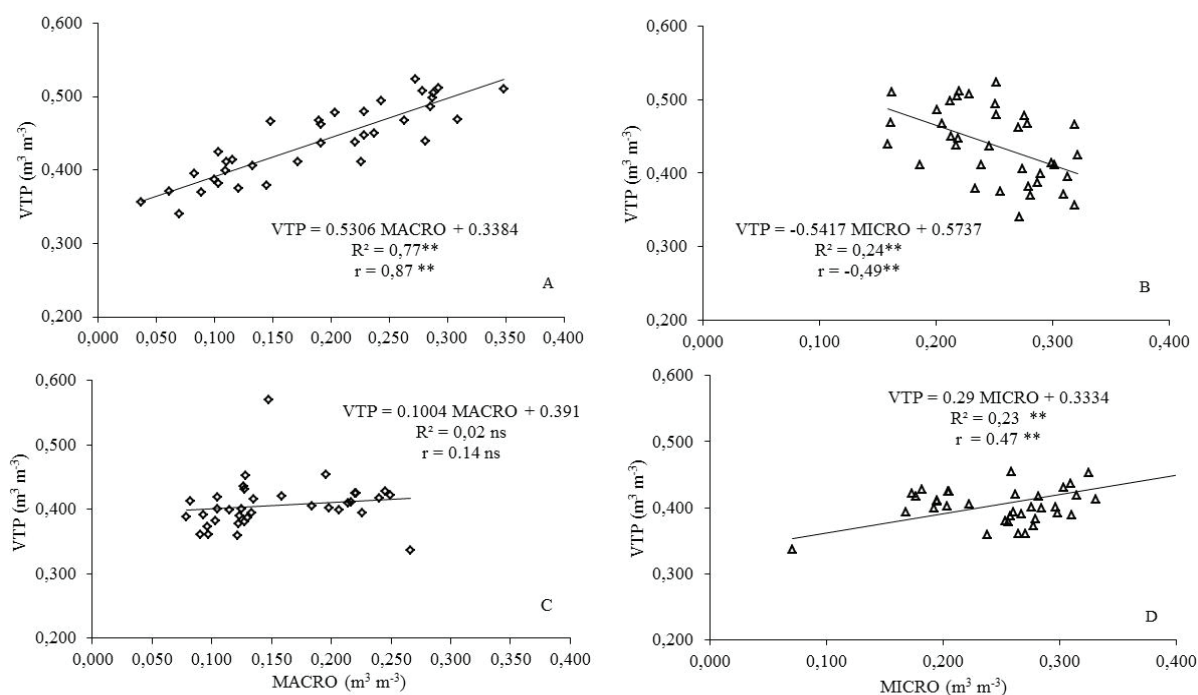 0,600
0,500
0,400
0,300
0,200
VTP (m³ m⁻³)
VTP = 0.5306 MACRO + 0.3384
R² = 0,77**
r = 0,87 **
A
0,000 0,050 0,100 0,150 0,200 0,250 0,300 0,350 0,400
0,600
0,500
0,400
0,300
0,200
VTP (m³ m⁻³)
VTP = -0.5417 MICRO + 0.5737
R² = 0,24**
r = -0,49**
B
0,000 0,100 0,200 0,300 0,400
0,600
0,500
0,400
0,300
0,200
VTP (m³ m⁻³)
VTP = 0.1004 MACRO + 0.391
R² = 0,02 ns
r = 0.14 ns
C
0,000 0,050 0,100 0,150 0,200 0,250 0,300 0,350 0,400
MACRO (m³ m⁻³)
0,600
0,500
0,400
0,300
0,200
VTP (m³ m⁻³)
VTP = 0.29 MICRO + 0.3334
R² = 0,23 **
r = 0.47 **
D
0,000 0,100 0,200 0,300 0,400
MICRO (m³ m⁻³)